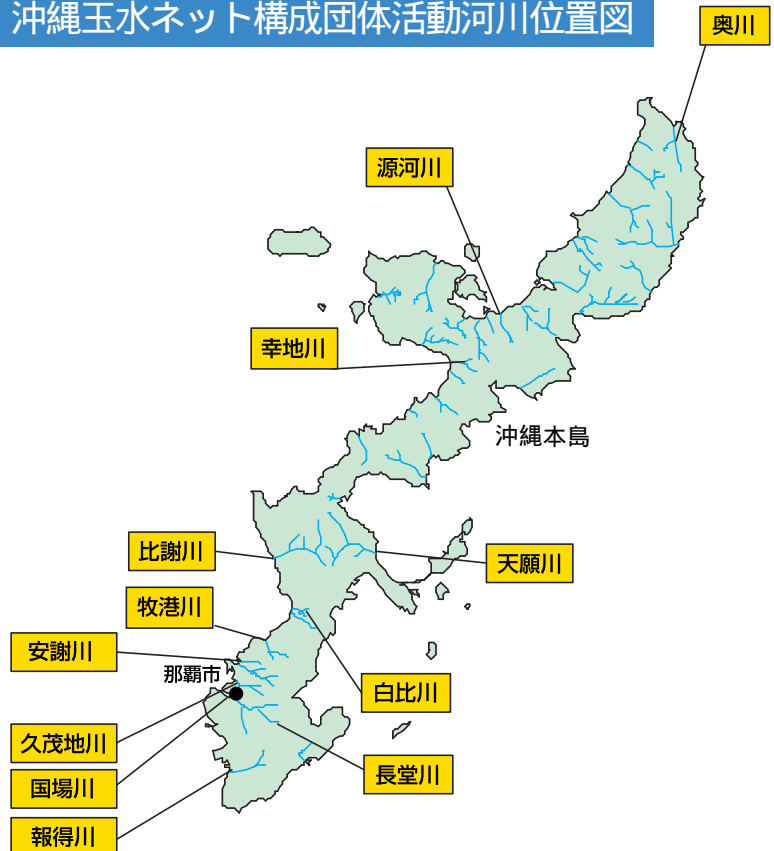 沖縄玉水ネット構成団体活動河川位置図
奥川
源河川
幸地川
沖縄本島
比謝川
天願川
牧港川
安謝川
那覇市
白比川
久茂地川
長堂川
国場川
報得川